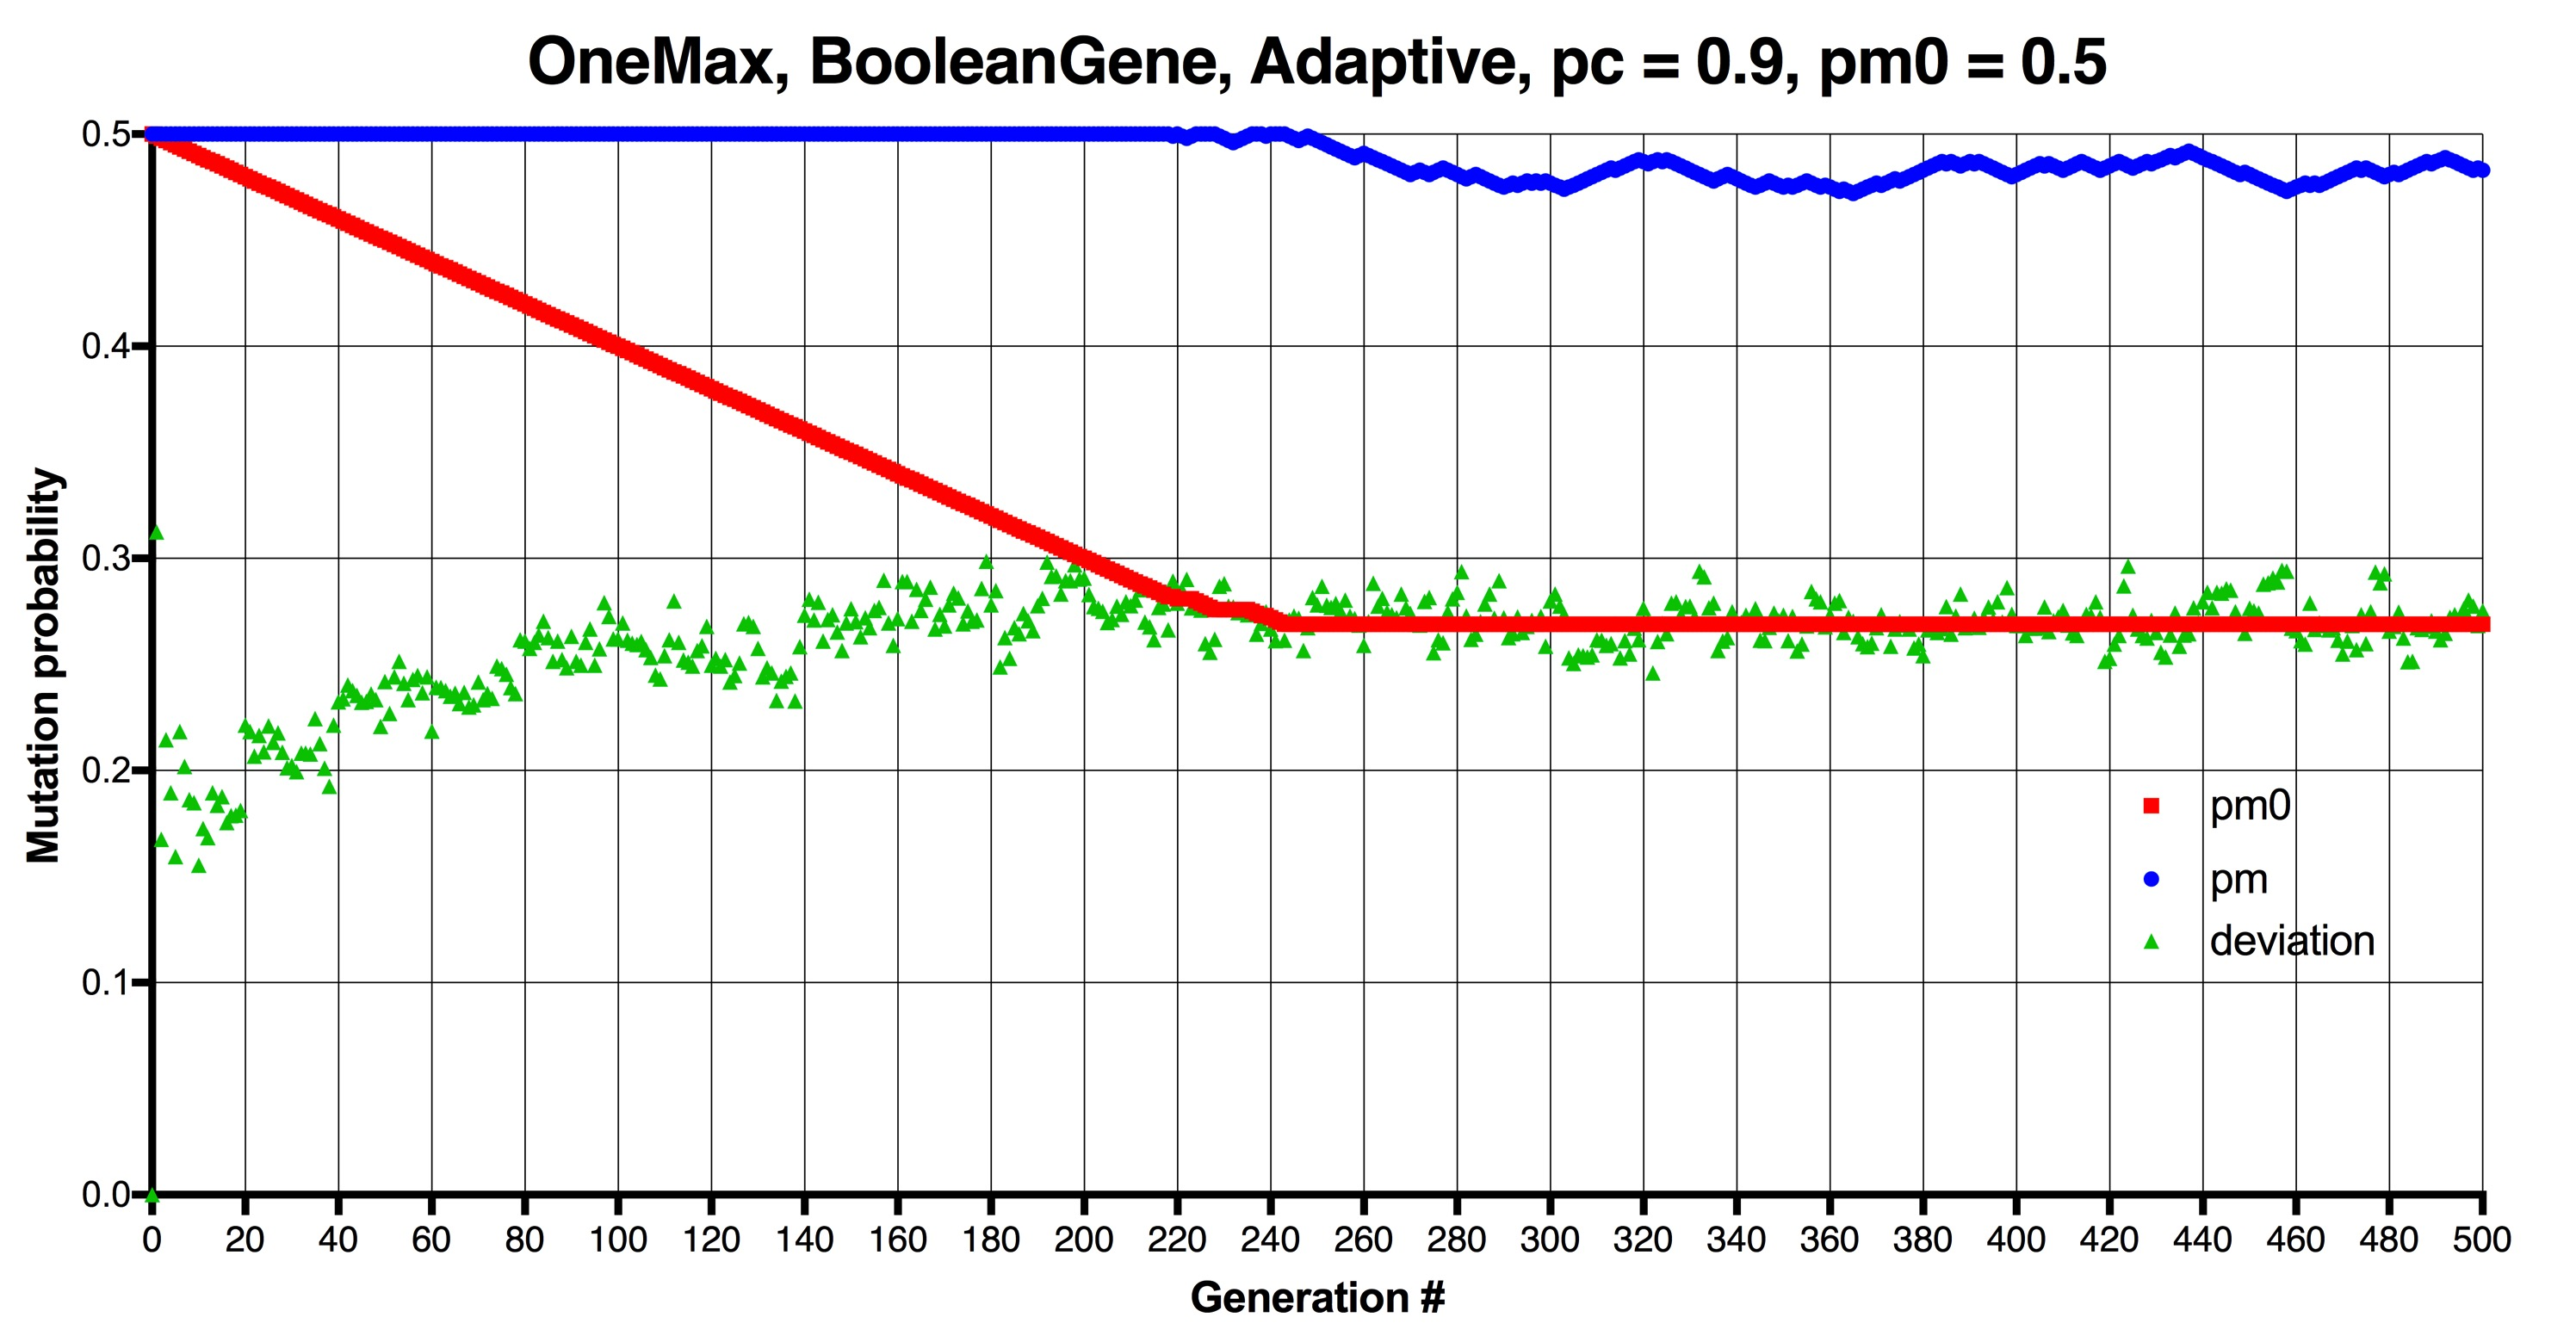 OneMax, BooleanGene, Adaptive, pc = 0.9, pm0 = 0.5
Mutation probability
0.5
0.4
0.3
0.2
0.1
0.0
pm0
pm
deviation
0 20 40 60 80 100 120 140 160 180 200 220 240 260 280 300 320 340 360 380 400 420 440 460 480 500
Generation #